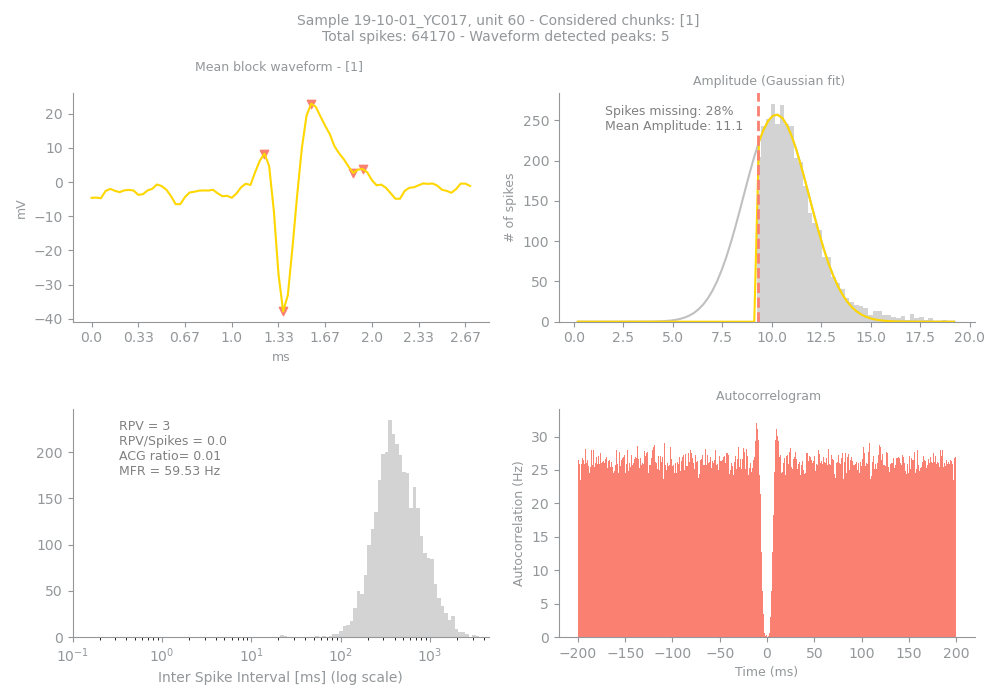 Sample 19-10-01_YC017, unit 60 - Considered chunks: [1]
Total spikes: 64170 - Waveform detected peaks: 5
Mean block waveform - [1]
mV
20
10
0
−10
−20
−30
−40
0.0 0.33 0.67 1.0 1.33 1.67 2.0 2.33 2.67
ms
Amplitude (Gaussian fit)
Spikes missing: 28%
Mean Amplitude: 11.1
# of spikes
250
200
150
100
50
0
0.0 2.5 5.0 7.5 10.0 12.5 15.0 17.5 20.0
RPV = 3
RPV/Spikes = 0.0
ACG ratio= 0.01
MFR = 59.53 Hz
200
150
100
50
0
10⁻¹ 10⁰ 10¹ 10² 10³
Inter Spike Interval [ms] (log scale)
Autocorrelogram
Autocorrelation (Hz)
30
25
20
15
10
5
0
−200 −150 −100 −50 0 50 100 150 200
Time (ms)